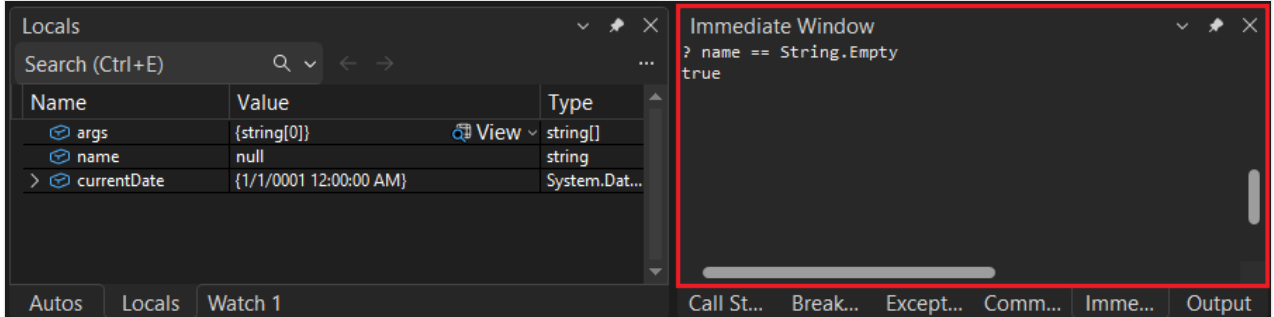 Locals
Search (Ctrl+E)
Name Value Type
args {string[0]} View string[]
name null string
currentDate {1/1/0001 12:00:00 AM} System.Dat...
Autos Locals Watch 1
Immediate Window
? name == String.Empty
true
Call St... Break... Except... Comm... Imme... Output